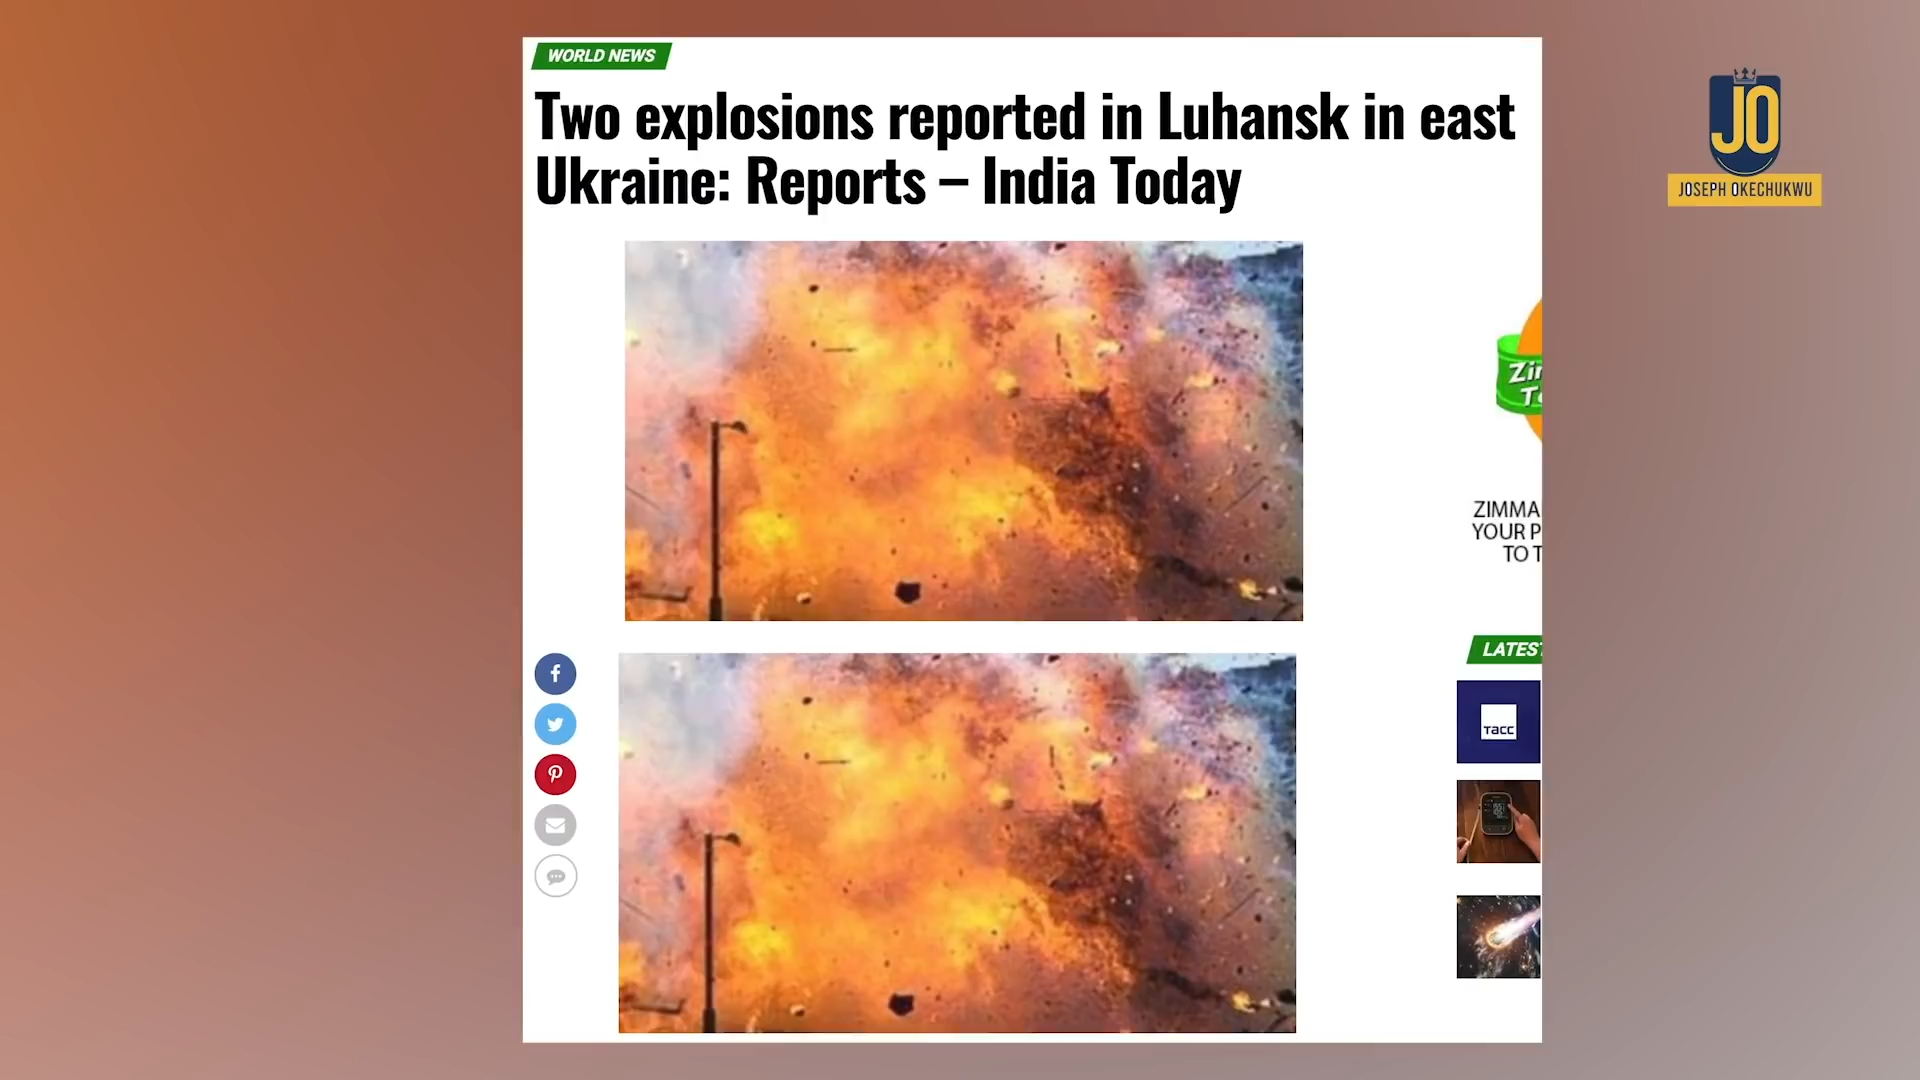 WORLD NEWS
Two explosions reported in Luhansk in east
Ukraine: Reports – India Today
JO
JOSEPH OKECHUKWU
ZIMMA
YOUR P
TO T
LATEST
тасс